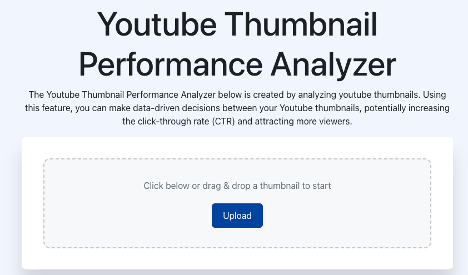 Youtube Thumbnail
Performance Analyzer
The Youtube Thumbnail Performance Analyzer below is created by analyzing youtube thumbnails. Using
this feature, you can make data-driven decisions between your Youtube thumbnails, potentially increasing
the click-through rate (CTR) and attracting more viewers.
Click below or drag & drop a thumbnail to start
Upload